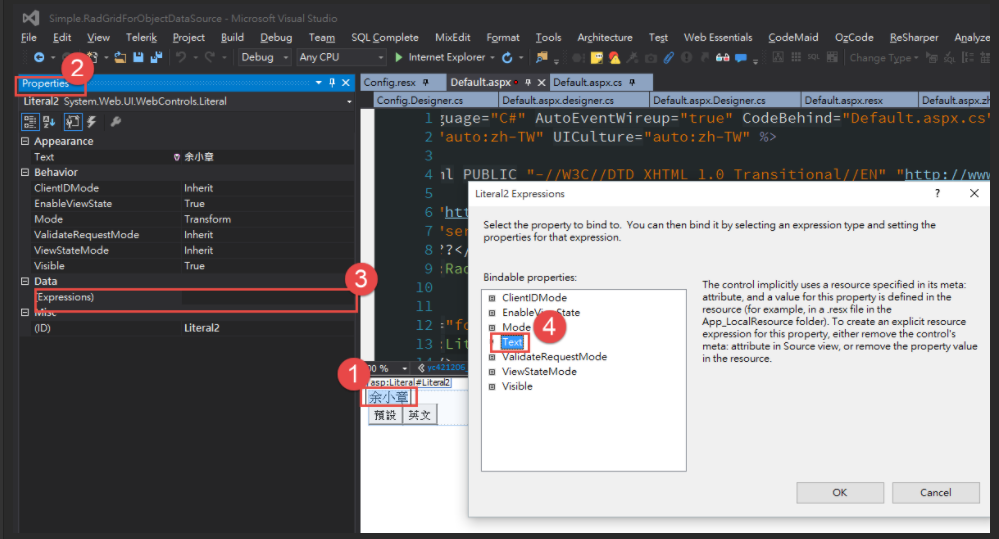 Simple.RadGridForObjectDataSource - Microsoft Visual Studio
File Edit View Telerik Project Build Debug Team SQL Complete MixEdit Format Tools Architecture Test Web Essentials CodeMaid OzCode ReSharper Analyze
Debug Any CPU Internet Explorer Change Type
2
Properties
Config.resx Default.aspx Default.aspx.cs
Literal2 System.Web.UI.WebControls.Literal
Config.Designer.cs Default.aspx.designer.cs Default.aspx.Designer.cs Default.aspx.resx Default.aspx.zh
Appearance
Text 余小章
Behavior
ClientIDMode Inherit
EnableViewState True
Mode Transform
ValidateRequestMode Inherit
ViewStateMode Inherit
Visible True
Data
(Expressions)
3
Misc
(ID) Literal2
1 guage="C#" AutoEventWireup="true" CodeBehind="Default.aspx.cs"
2 "auto:zh-TW" UICulture="auto:zh-TW" %>
3
4 ml PUBLIC "-//W3C//DTD XHTML 1.0 Transitional//EN" "http://www
5
6 "htt
7 "ser
8 ??</
9 :Rad
10
11
12 ="fo
13 :Lit
Literal2 Expressions
? ×
Select the property to bind to. You can then bind it by selecting an expression type and setting the
properties for that expression.
Bindable properties:
ClientIDMode
EnableViewState
Mode
4
Text
ValidateRequestMode
ViewStateMode
Visible
The control implicitly uses a resource specified in its meta:
attribute, and a value for this property is defined in the
resource (for example, in a .resx file in the
App_LocalResource folder). To create an explicit resource
expression for this property, either remove the control's
meta: attribute in Source view, or remove the property value
in the resource.
OK Cancel
00 % yc421206
1
asp:Litera #Literal2
余小章
預設 英文